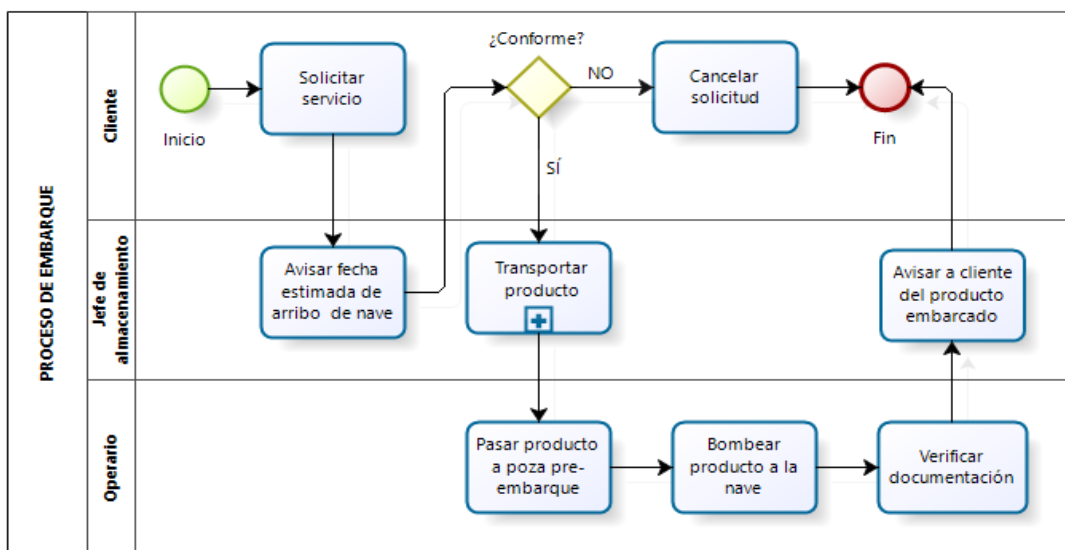 PROCESO DE EMBARQUE
Cliente
Inicio
Solicitar
servicio
¿Conforme?
NO
SÍ
Cancelar
solicitud
Fin
Jefe de
almacenamiento
Avisar fecha
estimada de
arribo de nave
Transportar
producto
Avisar a cliente
del producto
embarcado
Operario
Pasar producto
a poza pre-
embarque
Bombear
producto a la
nave
Verificar
documentación